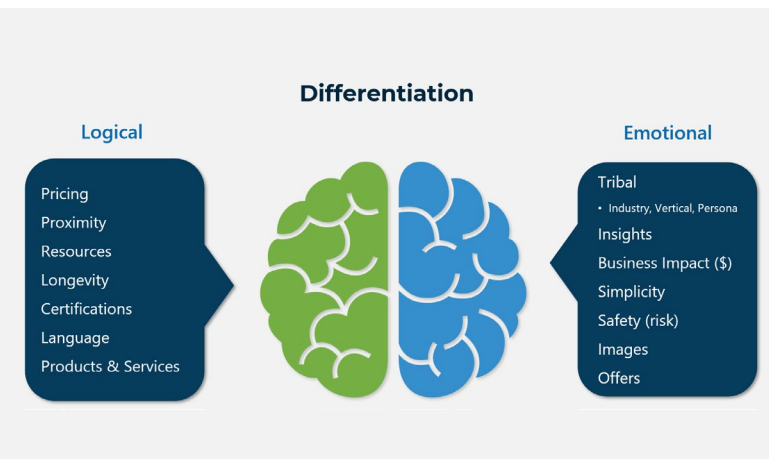 Differentiation
Logical
Pricing
Proximity
Resources
Longevity
Certifications
Language
Products & Services
Emotional
Tribal
• Industry, Vertical, Persona
Insights
Business Impact ($)
Simplicity
Safety (risk)
Images
Offers